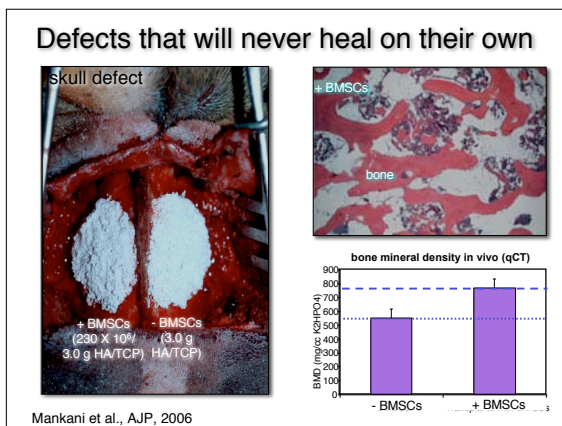 Defects that will never heal on their own
skull defect
+ BMSCs
(230 X 10⁶/
3.0 g HA/TCP)
- BMSCs
(3.0 g
HA/TCP)
+ BMSCs
bone
bone mineral density in vivo (qCT)
BMD (mg/cc K2HPO4)
900
800
700
600
500
400
300
200
100
0
- BMSCs
+ BMSCs
Mankani et al., AJP, 2006